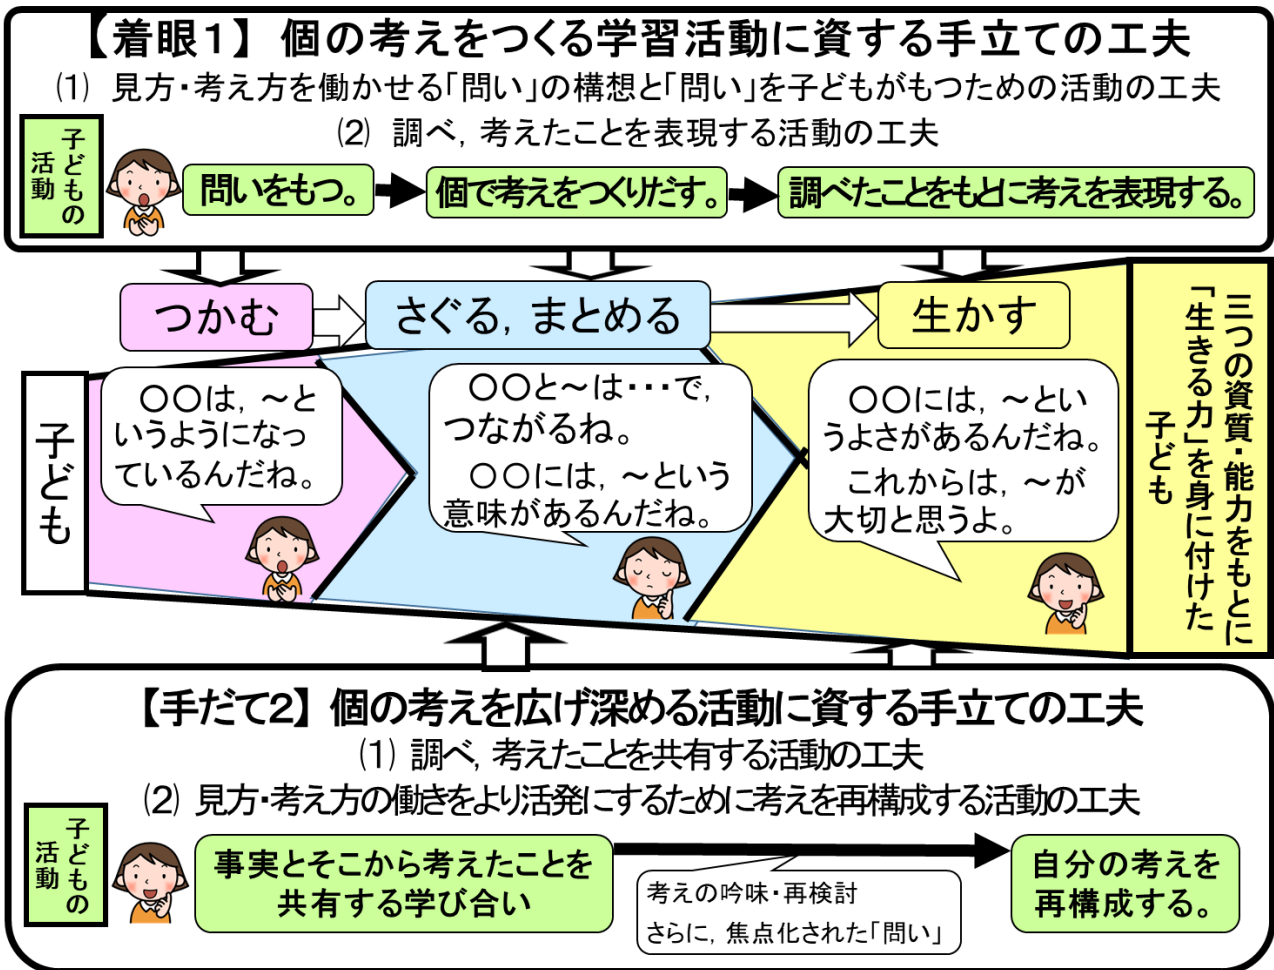 【着眼１】 個の考えをつくる学習活動に資する手立ての工夫
⑴ 見方・考え方を働かせる「問い」の構想と「問い」を子どもがもつための活動の工夫
⑵ 調べ，考えたことを表現する活動の工夫
子どもの
活動
問いをもつ。
個で考えをつくりだす。
調べたことをもとに考えを表現する。
つかむ
さぐる，まとめる
生かす
子ども
〇〇は，～と
いうようになっ
ているんだね。
〇〇と～は・・・で，
つながるね。
〇〇には，～という
意味があるんだね。
〇〇には，～とい
うよさがあるんだね。
これからは，～が
大切と思うよ。
三つの資質・能力をもとに
「生きる力」を身に付けた
子ども
【手だて２】 個の考えを広げ深める活動に資する手立ての工夫
⑴ 調べ，考えたことを共有する活動の工夫
⑵ 見方・考え方の働きをより活発にするために考えを再構成する活動の工夫
子どもの
活動
事実とそこから考えたことを
共有する学び合い
考えの吟味・再検討
さらに，焦点化された「問い」
自分の考えを
再構成する。